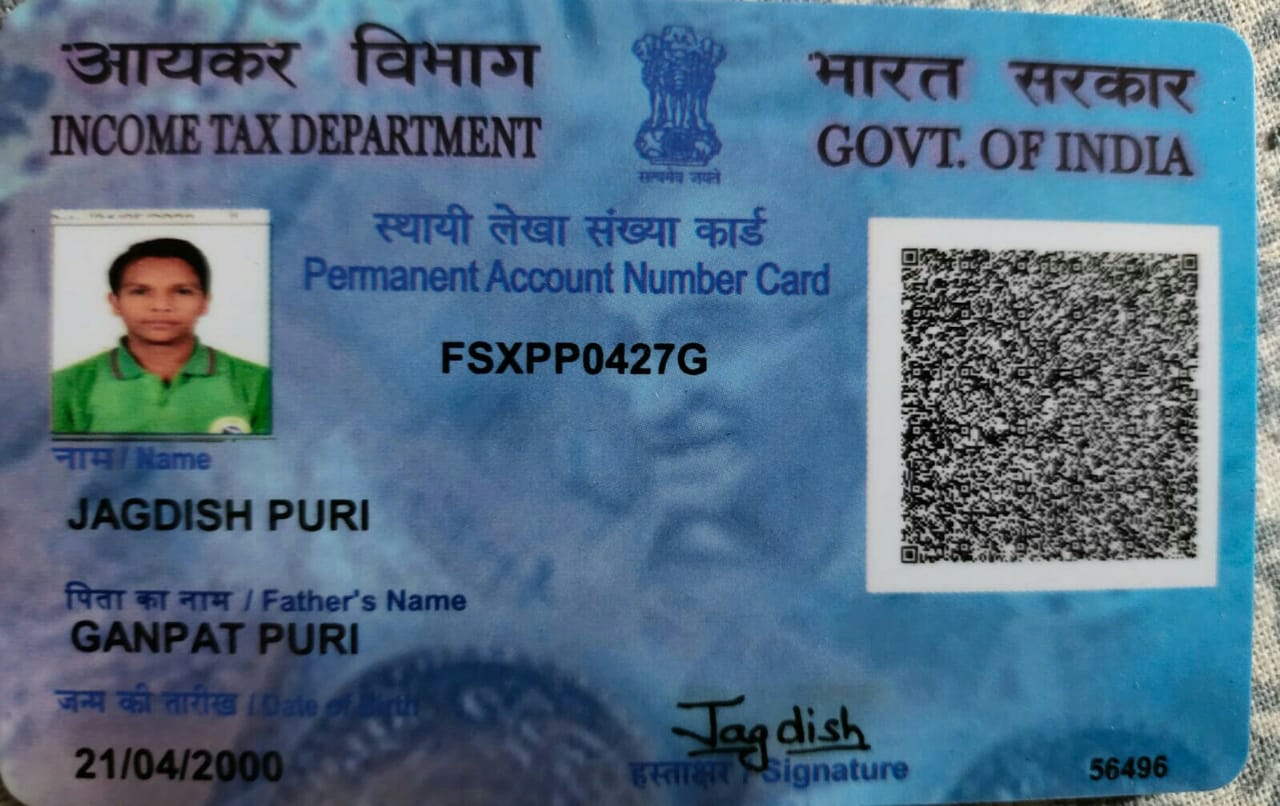 आयकर विभाग
INCOME TAX DEPARTMENT
सत्यमेव जयते
भारत सरकार
GOVT. OF INDIA
स्थायी लेखा संख्या कार्ड
Permanent Account Number Card
FSXPP0427G
नाम / Name
JAGDISH PURI
पिता का नाम / Father's Name
GANPAT PURI
जन्म की तारीख / Date of Birth
21/04/2000
Jagdish
हस्ताक्षर / Signature
56496